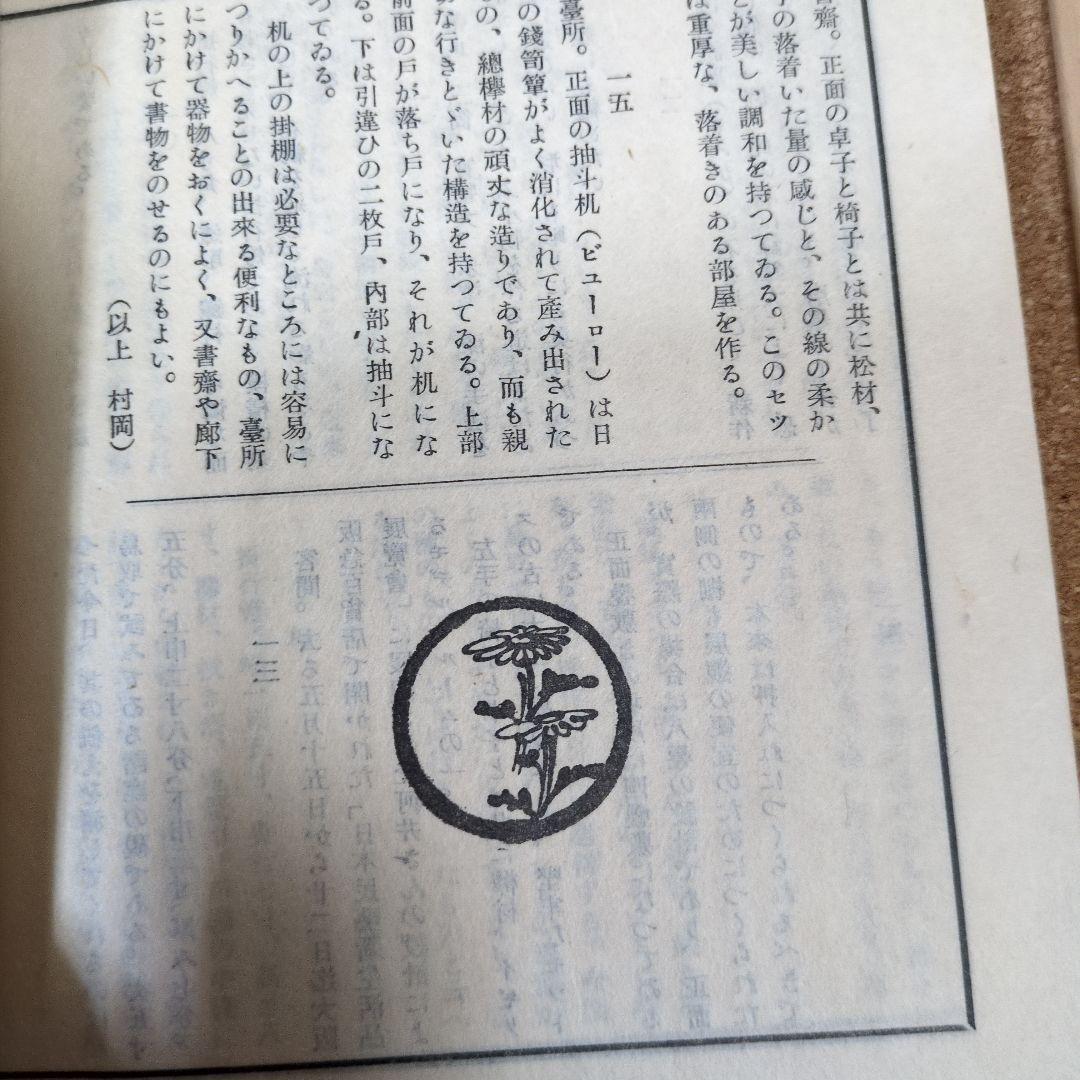 書齋。正面の卓子と椅子とは共に松材、
の落着いた量の感じと、その線の柔か
が美しい調和を持つてゐる。このセツ
は重厚な、落着きのある部屋を作る。
一五
臺所。正面の抽斗机（ビューロー）は日
の錢箪笥がよく消化されて産み出された
の、總欅材の頑丈な造りであり、而も親
な行きとゞいた構造を持つてゐる。上部
前面の戸が落ち戸になり、それが机にな
る。下は引違ひの二枚戸、内部は抽斗にな
つてゐる。
机の上の掛棚は必要なところには容易に
つりかへることの出來る便利なもの、臺所
にかけて器物をおくによく、又書齋や廊下
にかけて書物をのせるのにもよい。
（以上　村岡）